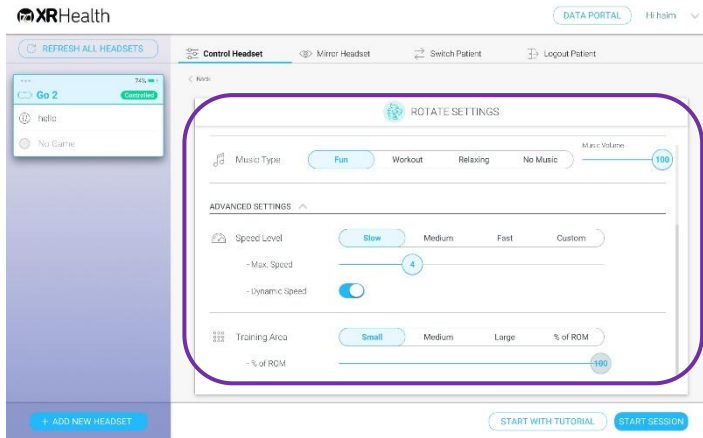 XRHealth
DATA PORTAL
Hi haim
REFRESH ALL HEADSETS
Control Headset
Mirror Headset
Switch Patient
Logout Patient
74%
Go 2
Controlled
hello
No Game
< Back
ROTATE SETTINGS
Music Type
Fun
Workout
Relaxing
No Music
Music Volume
100
ADVANCED SETTINGS
Speed Level
Slow
Medium
Fast
Custom
- Max. Speed
4
- Dynamic Speed
Training Area
Small
Medium
Large
% of ROM
- % of ROM
100
+ ADD NEW HEADSET
START WITH TUTORIAL
START SESSION